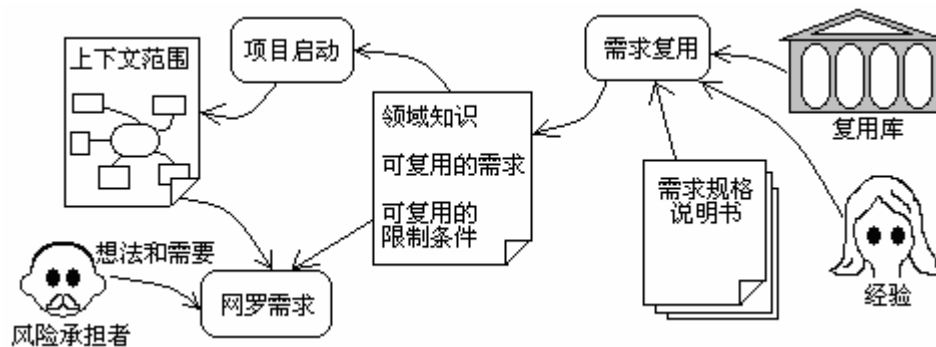 上下文范围
项目启动
需求复用
复用库
领域知识
可复用的需求
可复用的
限制条件
需求规格
说明书
经验
想法和需要
风险承担者
网罗需求